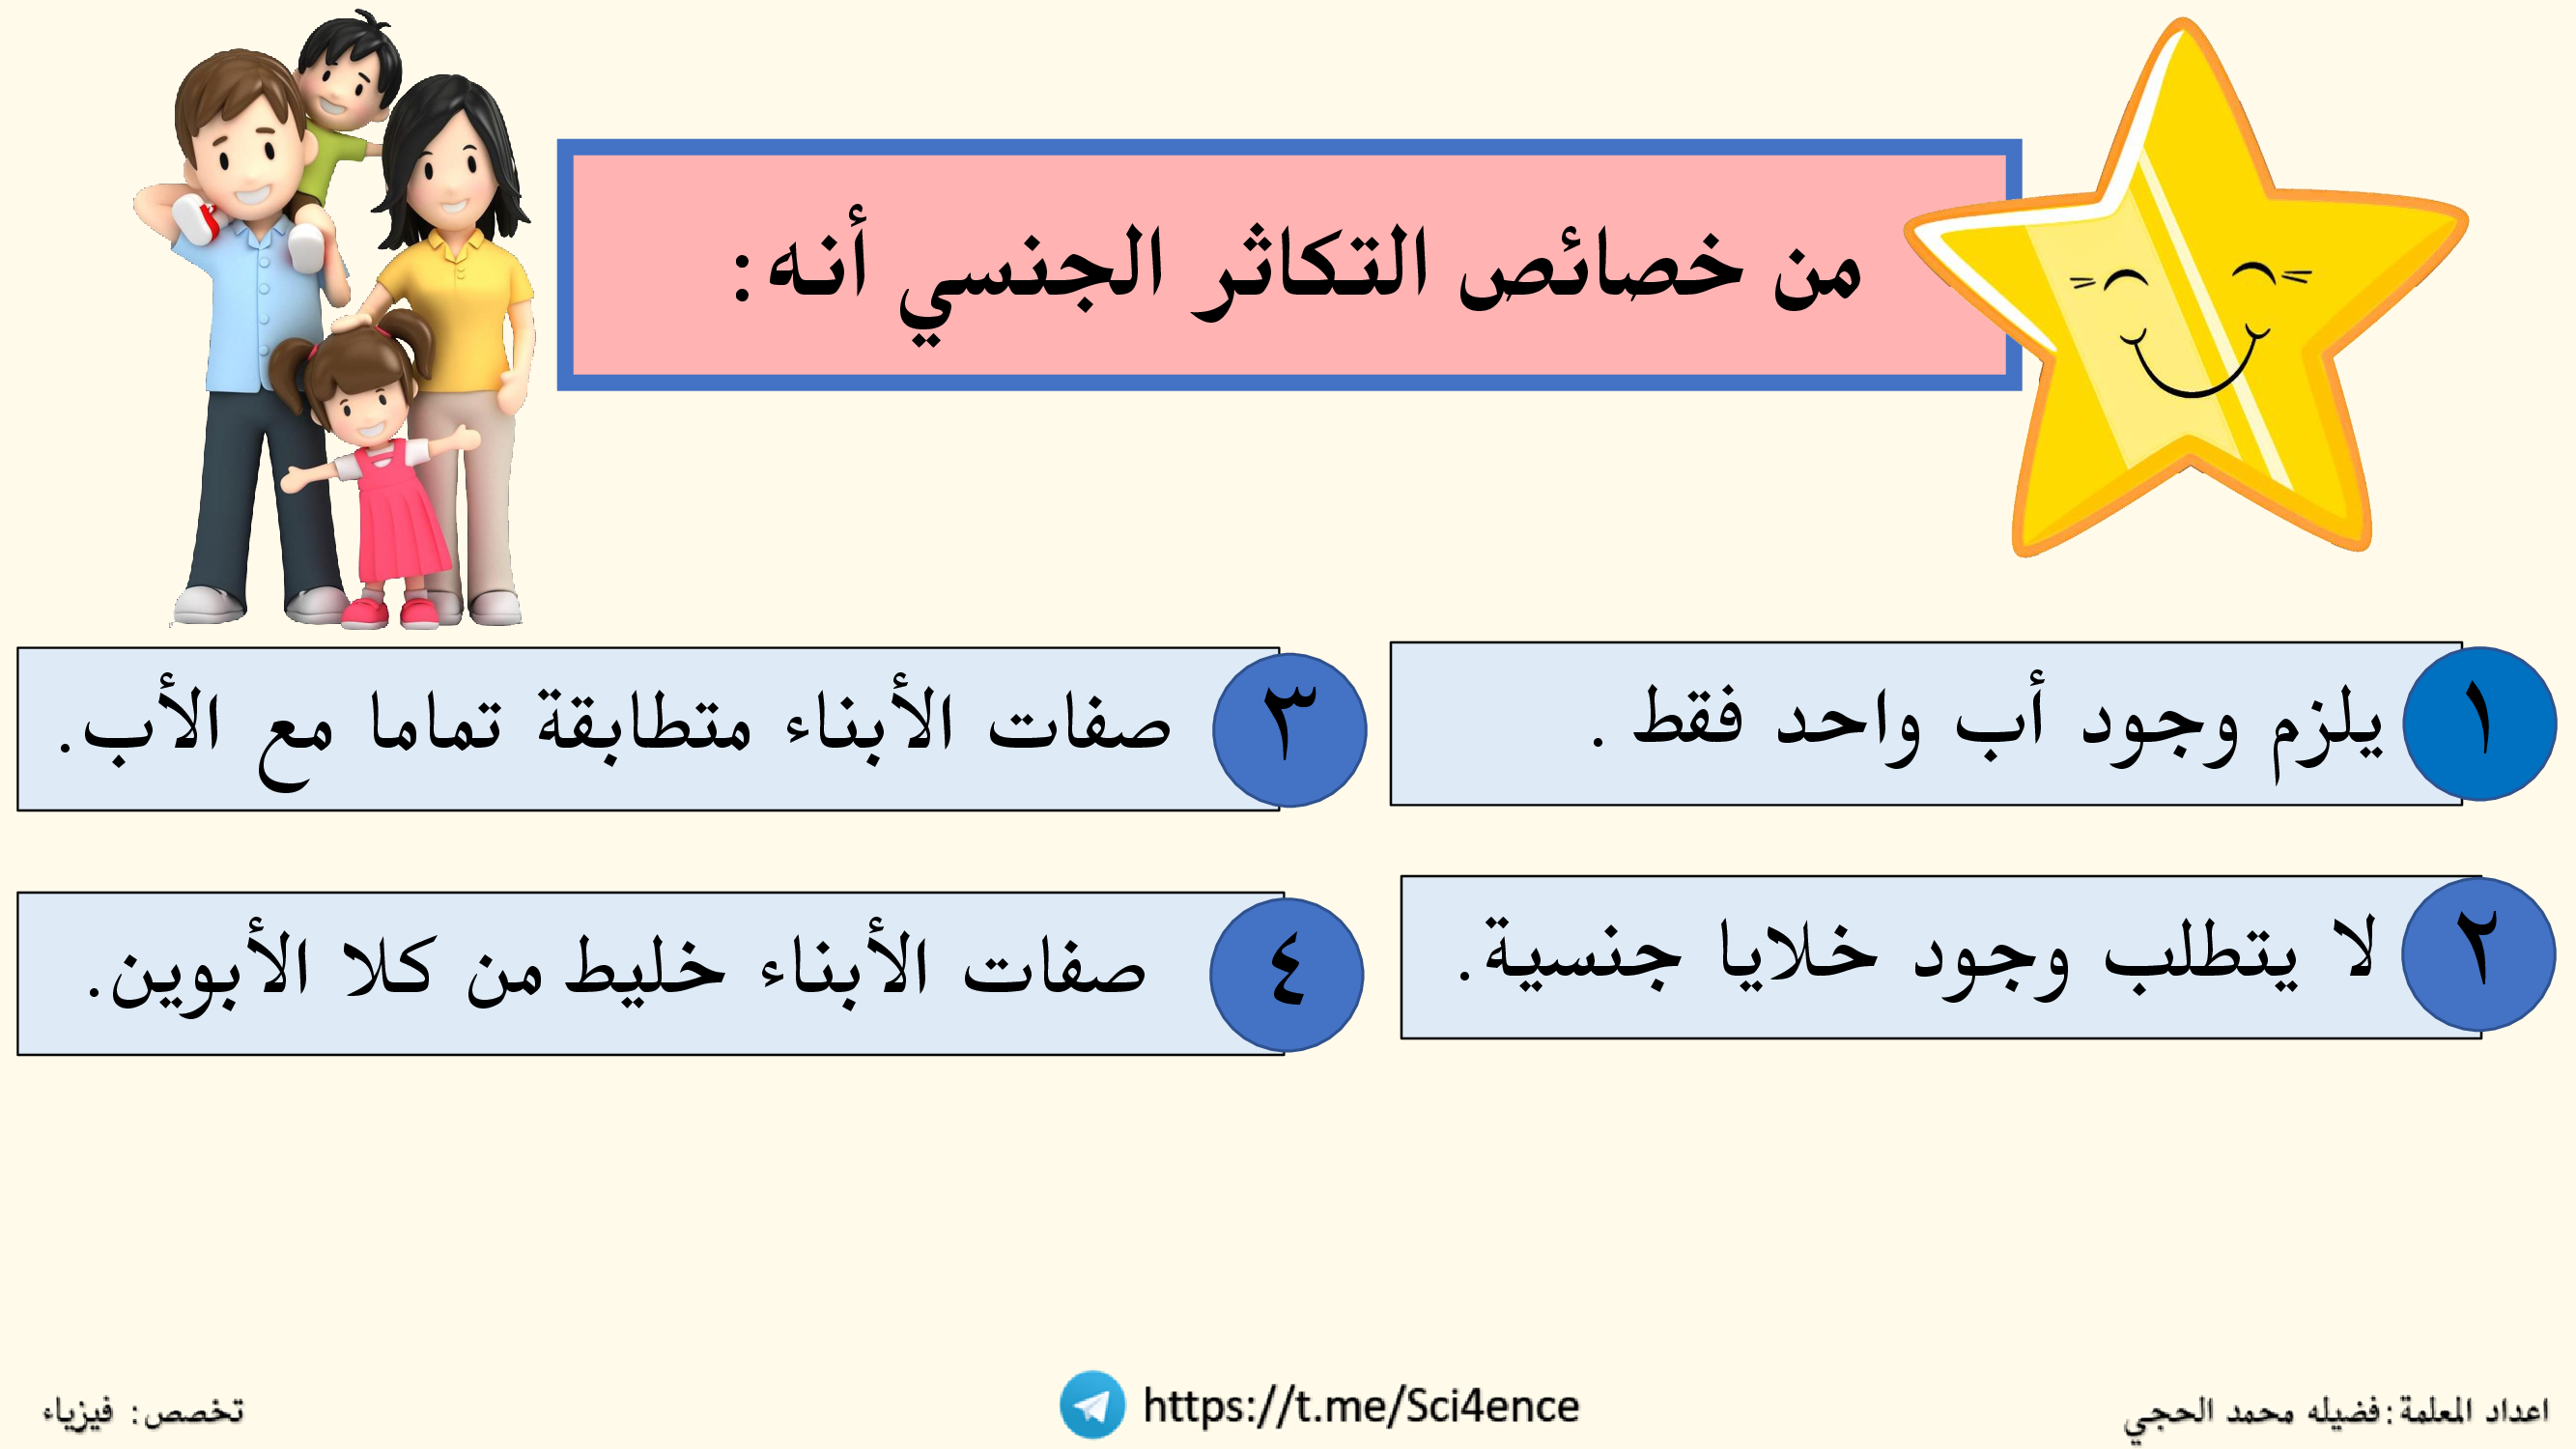 من خصائص التكاثر الجنسي أنه:
١ يلزم وجود أب واحد فقط .
٢ لا يتطلب وجود خلايا جنسية.
٣ صفات الأبناء متطابقة تماما مع الأب.
٤ صفات الأبناء خليط من كلا الأبوين.
اعداد المعلمة:فضيله محمد الحجي
https://t.me/Sci4ence
تخصص: فيزياء